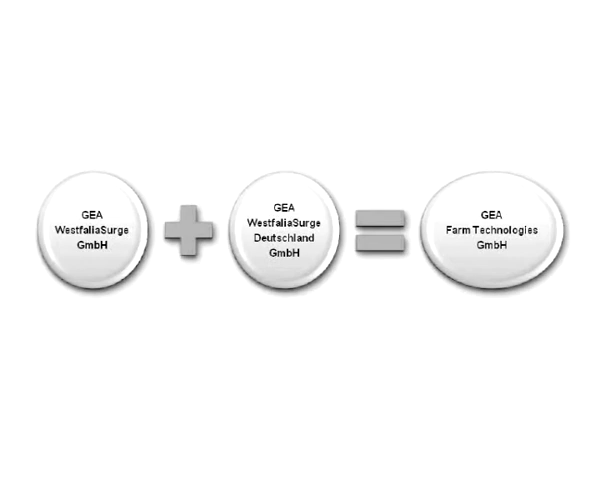 GEA
WestfaliaSurge
GmbH
GEA
WestfaliaSurge
Deutschland
GmbH
GEA
Farm Technologies
GmbH